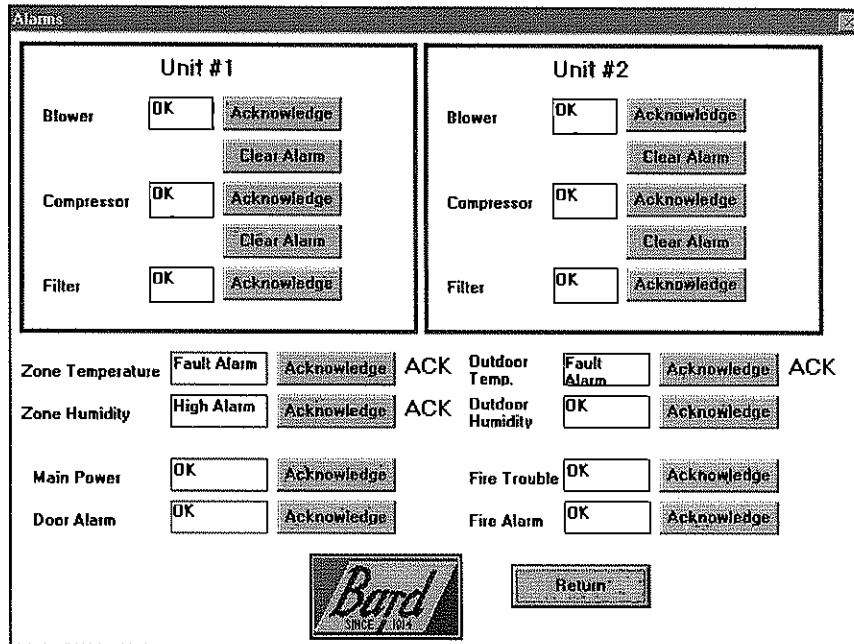 Alarms
Unit #1
Blower OK Acknowledge
Clear Alarm
Compressor OK Acknowledge
Clear Alarm
Filter OK Acknowledge
Unit #2
Blower OK Acknowledge
Clear Alarm
Compressor OK Acknowledge
Clear Alarm
Filter OK Acknowledge
Zone Temperature Fault Alarm Acknowledge ACK
Outdoor
Temp.
Fault
Alarm
Acknowledge ACK
Zone Humidity High Alarm Acknowledge ACK
Outdoor
Humidity
OK Acknowledge
Main Power OK Acknowledge
Fire Trouble OK Acknowledge
Door Alarm OK Acknowledge
Fire Alarm OK Acknowledge
Bard
SINCE 1914
Return